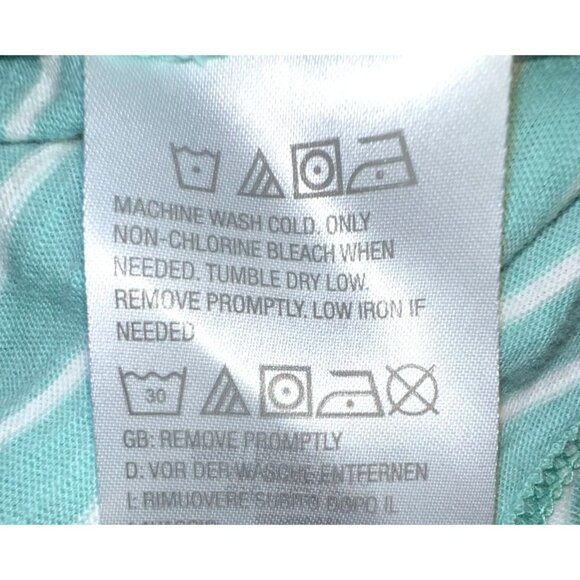 MACHINE WASH COLD. ONLY
NON-CHLORINE BLEACH WHEN
NEEDED. TUMBLE DRY LOW.
REMOVE PROMPTLY. LOW IRON IF
NEEDED
30
GB: REMOVE PROMPTLY
D: VOR DER WÄSCHE ENTFERNEN
I: RIMUOVERE SUBITO DOPO IL